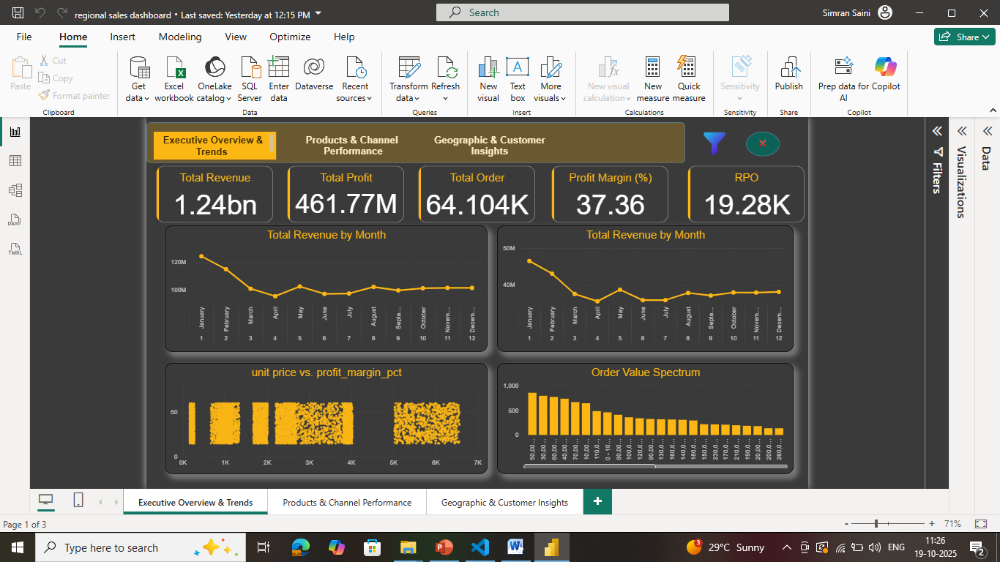 regional sales dashboard • Last saved: Yesterday at 12:15 PM
Search
Simran Saini
File Home Insert Modeling View Optimize Help
Share
Paste
Cut
Copy
Format painter
Clipboard
Get data
Excel workbook
OneLake catalog
SQL Server
Enter data
Dataverse
Recent sources
Data
Transform data
Refresh
Queries
New visual
Text box
More visuals
Insert
New visual calculation
New measure
Quick measure
Calculations
Sensitivity
Sensitivity
Publish
Share
Prep data for AI
Copilot
Copilot
Executive Overview &
Trends
Products & Channel
Performance
Geographic & Customer
Insights
Total Revenue
1.24bn
Total Profit
461.77M
Total Order
64.104K
Profit Margin (%)
37.36
RPO
19.28K
Total Revenue by Month
120M
100M
January February March April May June July August Septe... October Novem... Decem...
1 2 3 4 5 6 7 8 9 10 11 12
Total Revenue by Month
50M
40M
January February March April May June July August Septe... October Novem... Decem...
1 2 3 4 5 6 7 8 9 10 11 12
unit price vs. profit_margin_pct
50
0
0K 1K 2K 3K 4K 5K 6K 7K
Order Value Spectrum
1,000
500
0
50,00... 30,00... 60,00... 40,00... 70,00... 10,00... 110,0... 0 - 10... 80,00... 100,0... 120,0... 90,00... 130,0... 160,0... 140,0... 180,0... 150,0... 230,0... 170,0... 210,0... 190,0... 20,00... 200,0... 260,0...
Filters
Visualizations
Data
DAX
TMDL
Executive Overview & Trends
Products & Channel Performance
Geographic & Customer Insights
+
Page 1 of 3
- + 71%
Type here to search
3
29°C Sunny
ENG
11:26
19-10-2025
2